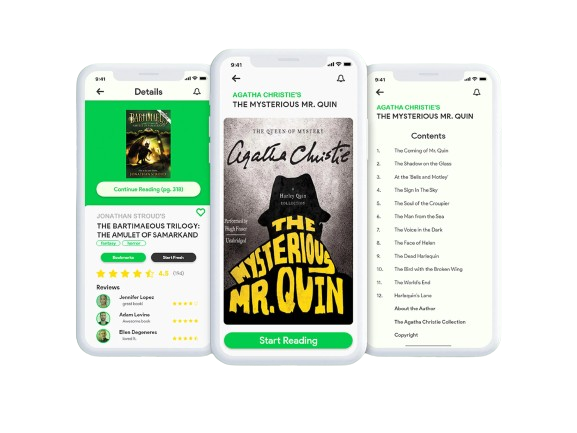 9:41
Details
BARTIMAEUS
JONATHAN STROUD
Continue Reading (pg. 318)
JONATHAN STROUD'S
THE BARTIMAEOUS TRILOGY:
THE AMULET OF SAMARKAND
Fantasy
Bookmarks
Start Fresh
4.5 (194)
Reviews
Jennifer Lopez
great book!
Adam Levine
Awesome book!
Ellen Degeneres
loved it.
9:41
AGATHA CHRISTIE'S
THE MYSTERIOUS MR. QUIN
THE QUEEN OF MYSTERY
Agatha Christie
A
Harley Quin
COLLECTION
Performed by
Hugh Fraser
Unabridged
THE
MYSTERIOUS
MR. QUIN
Start Reading
9:41
AGATHA CHRISTIE'S
THE MYSTERIOUS MR. QUIN
Contents
1. The Coming of Mr. Quin
2. The Shadow on the Glass
3. At the 'Bells and Motley'
4. The Sign In The Sky
5. The Soul of the Croupier
6. The Man from the Sea
7. The Voice in the Dark
8. The Face of Helen
9. The Dead Harlequin
10. The Bird with the Broken Wing
11. The World's End
12. Harlequin's Lane
About the Author
The Agatha Christie Collection
Copyright